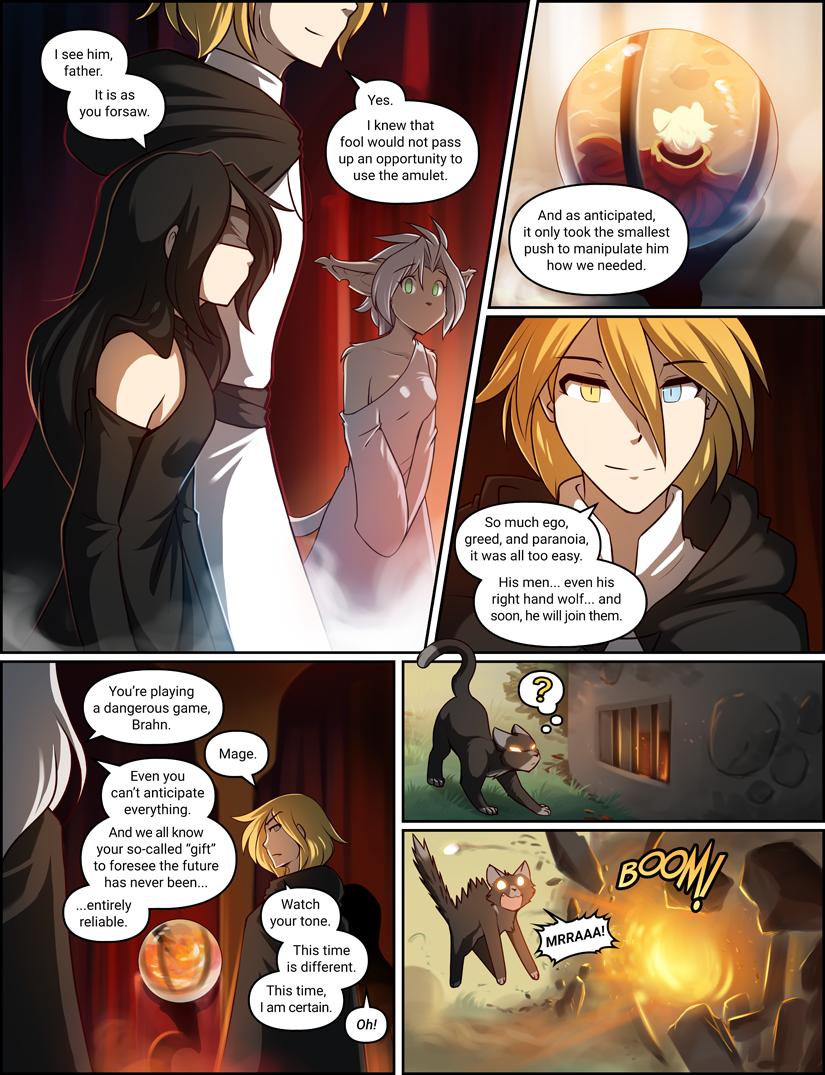 I see him,
father.
It is as
you forsaw.
Yes.
I knew that
fool would not pass
up an opportunity to
use the amulet.
And as anticipated,
it only took the smallest
push to manipulate him
how we needed.
So much ego,
greed, and paranoia,
it was all too easy.
His men... even his
right hand wolf... and
soon, he will join them.
You're playing
a dangerous game,
Brahn.
Mage.
Even you
can't anticipate
everything.
And we all know
your so-called "gift"
to foresee the future
has never been...
...entirely
reliable.
Watch
your tone.
This time
is different.
This time,
I am certain.
Oh!
?
BOOM!
MRRAAA!